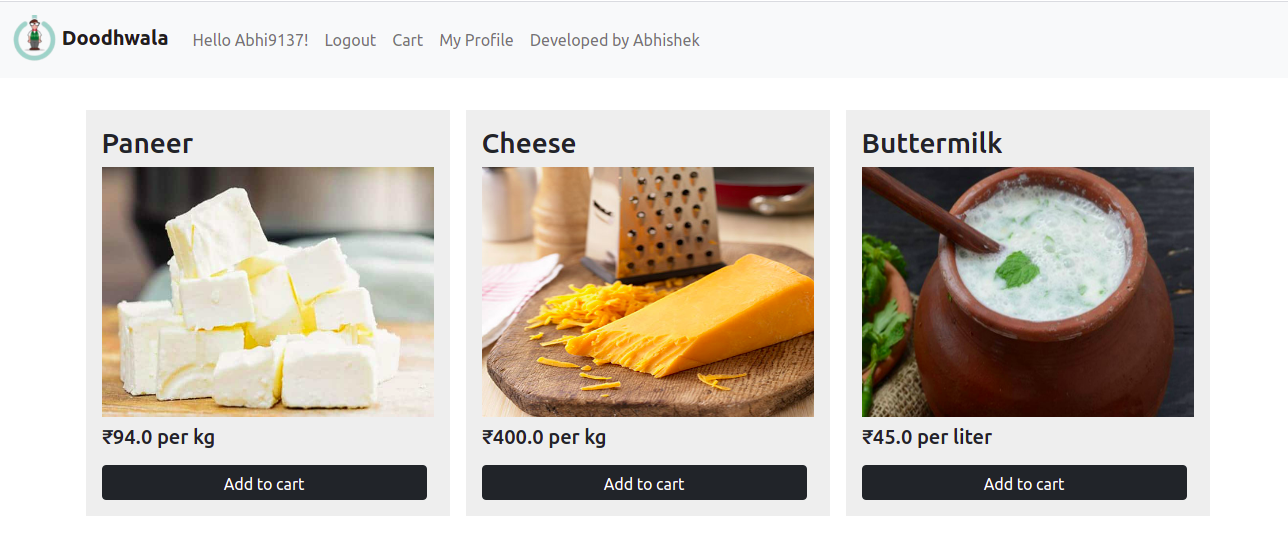 Doodhwala Hello Abhi9137! Logout Cart My Profile Developed by Abhishek
Paneer
₹94.0 per kg
Add to cart
Cheese
₹400.0 per kg
Add to cart
Buttermilk
₹45.0 per liter
Add to cart